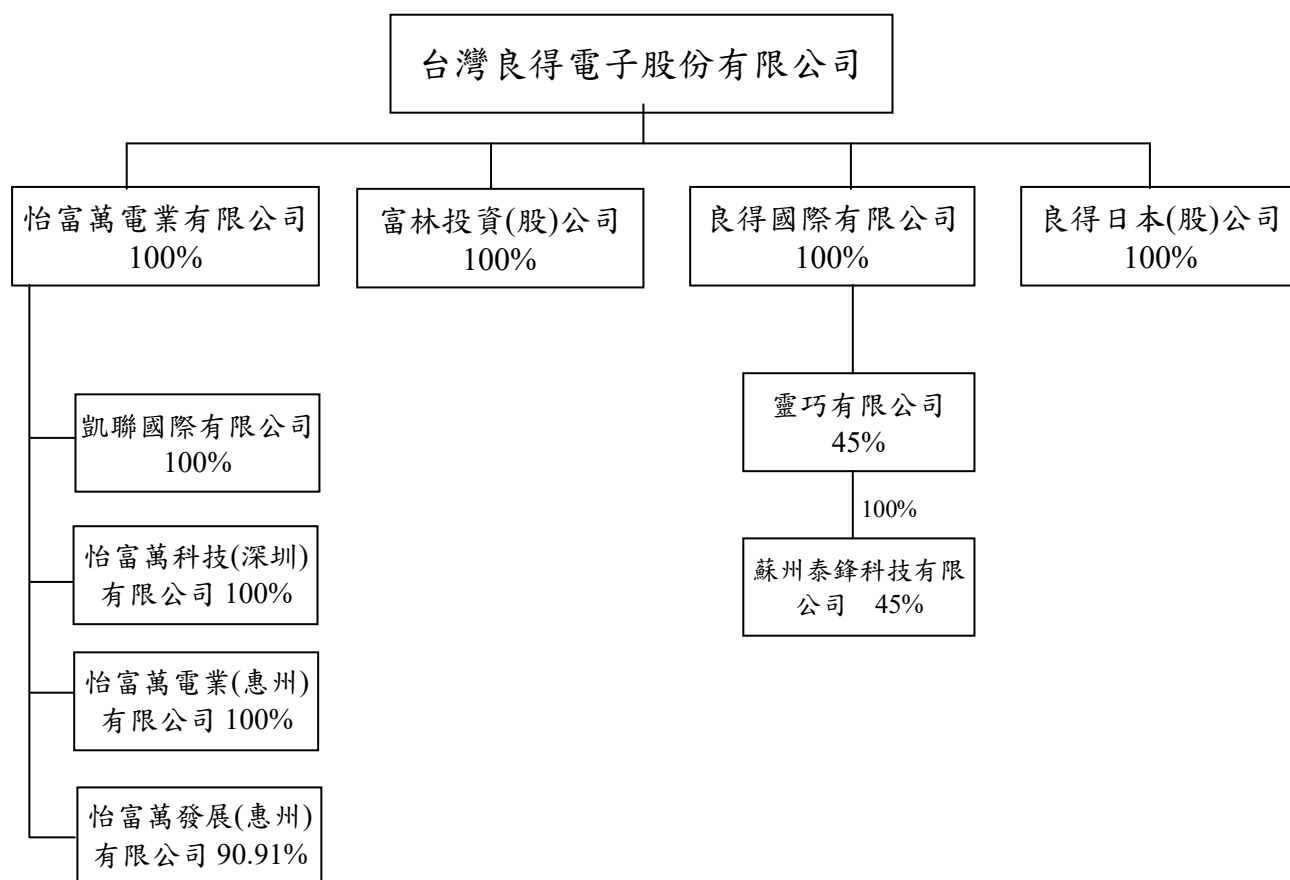 台灣良得電子股份有限公司
怡富萬電業有限公司
100%
富林投資(股)公司
100%
良得國際有限公司
100%
良得日本(股)公司
100%
凱聯國際有限公司
100%
怡富萬科技(深圳)
有限公司 100%
怡富萬電業(惠州)
有限公司 100%
怡富萬發展(惠州)
有限公司 90.91%
靈巧有限公司
45%
100%
蘇州泰鋒科技有限
公司 45%